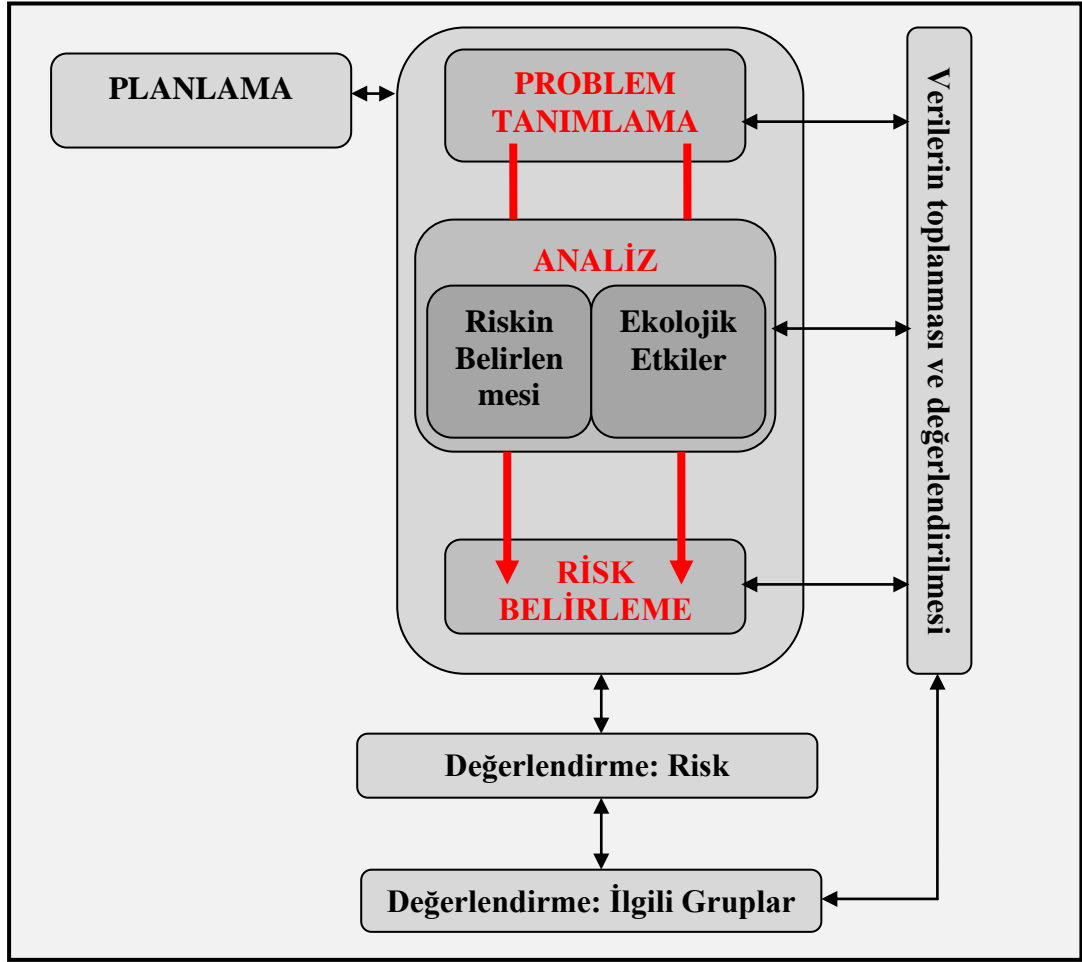 PLANLAMA
PROBLEM
TANIMLAMA
ANALİZ
Riskin
Belirlen
mesi
Ekolojik
Etkiler
RİSK
BELİRLEME
Verilerin toplanması ve değerlendirilmesi
Değerlendirme: Risk
Değerlendirme: İlgili Gruplar